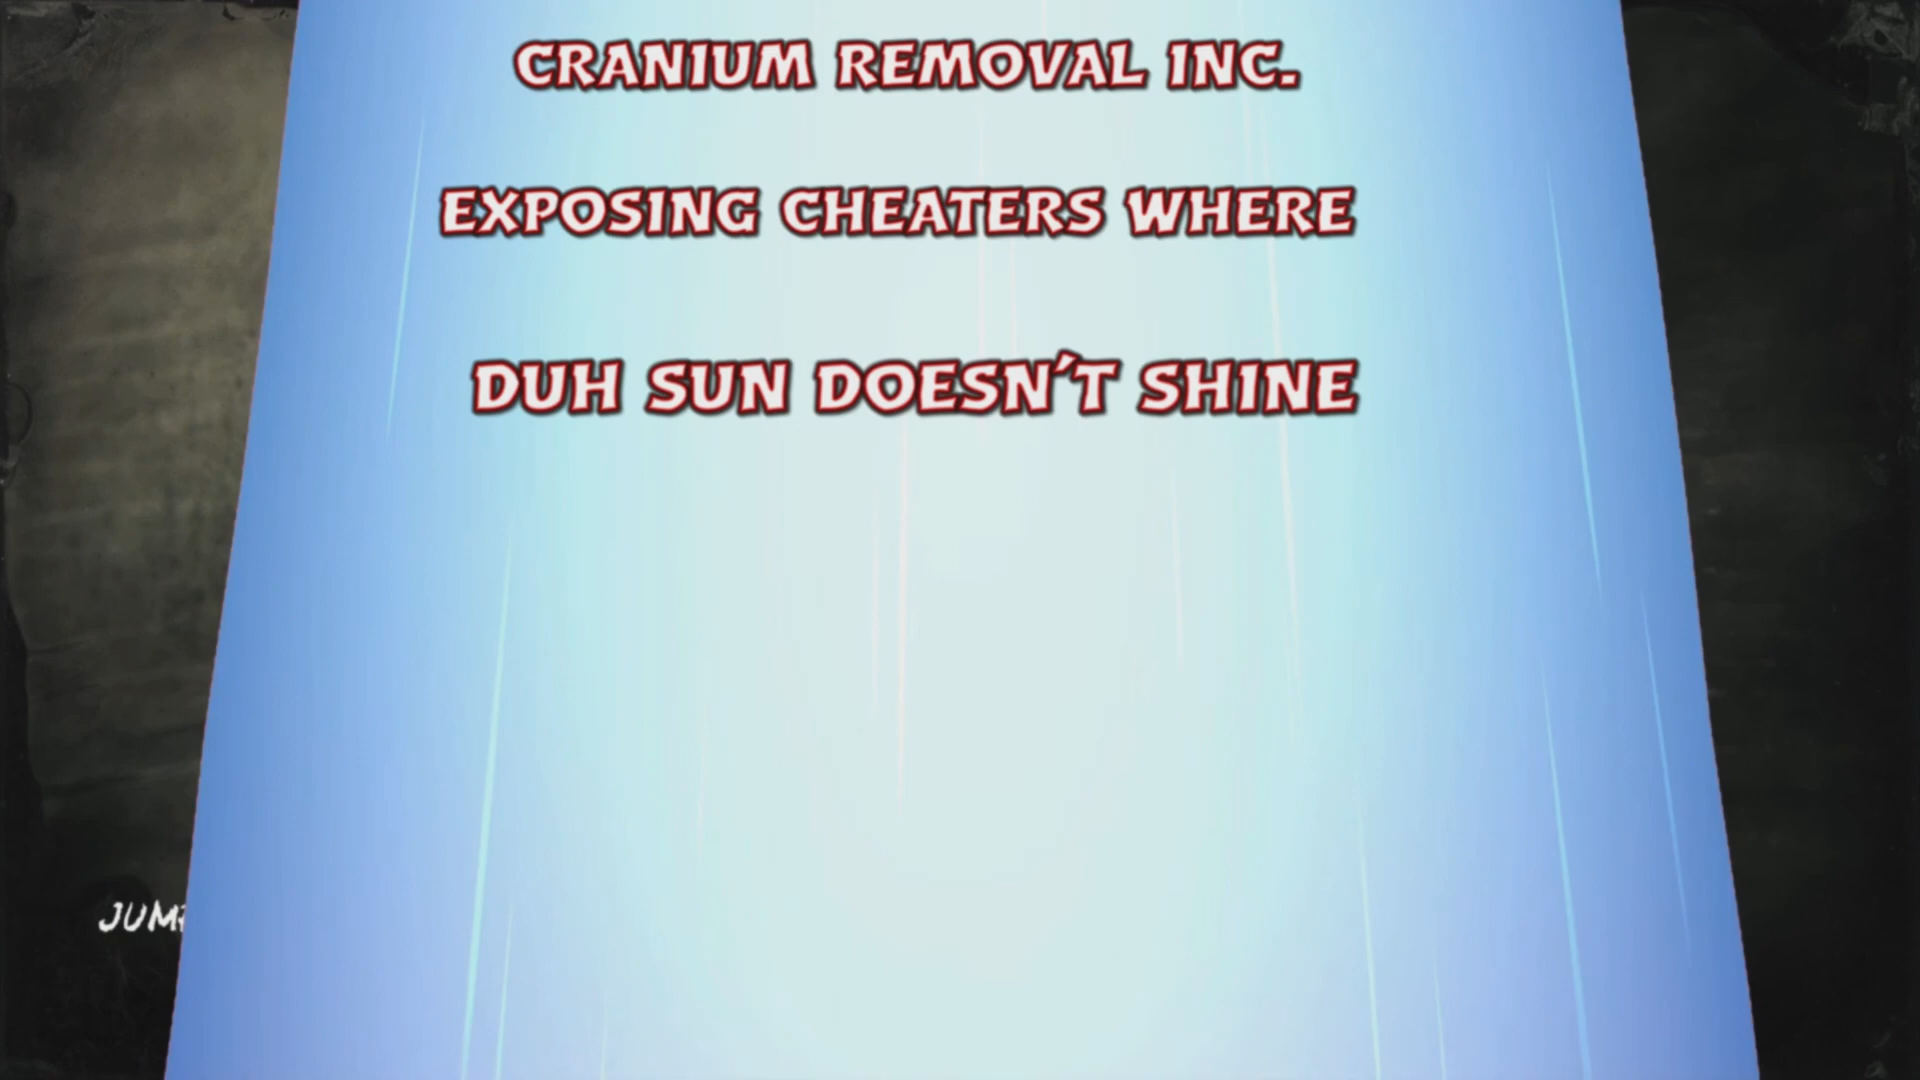 CRANIUM REMOVAL INC.
EXPOSING CHEATERS WHERE
DUH SUN DOESN'T SHINE